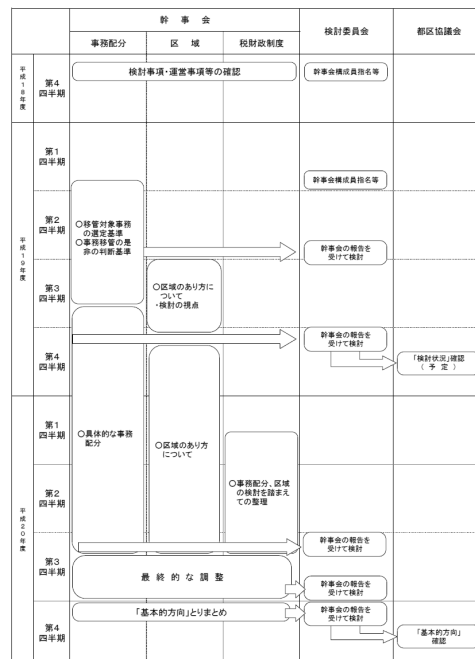 幹事会
事務配分
区域
税財政制度
検討委員会
都区協議会
平成18年度
第4
四半期
検討事項・運営事項等の確認
幹事会構成員指名等
平成19年度
第1
四半期
幹事会構成員指名等
第2
四半期
○移管対象事務
の選定基準
○事務移管の是
非の判断基準
幹事会の報告を
受けて検討
第3
四半期
○区域のあり方に
ついて
・検討の視点
第4
四半期
幹事会の報告を
受けて検討
「検討状況」確認
(予定)
平成20年度
第1
四半期
○具体的な事務
配分
○区域のあり方
について
第2
四半期
○事務配分、区域
の検討を踏まえ
ての整理
第3
四半期
幹事会の報告を
受けて検討
最終的な調整
幹事会の報告を
受けて検討
第4
四半期
「基本的方向」とりまとめ
幹事会の報告を
受けて検討
「基本的方向」
確認